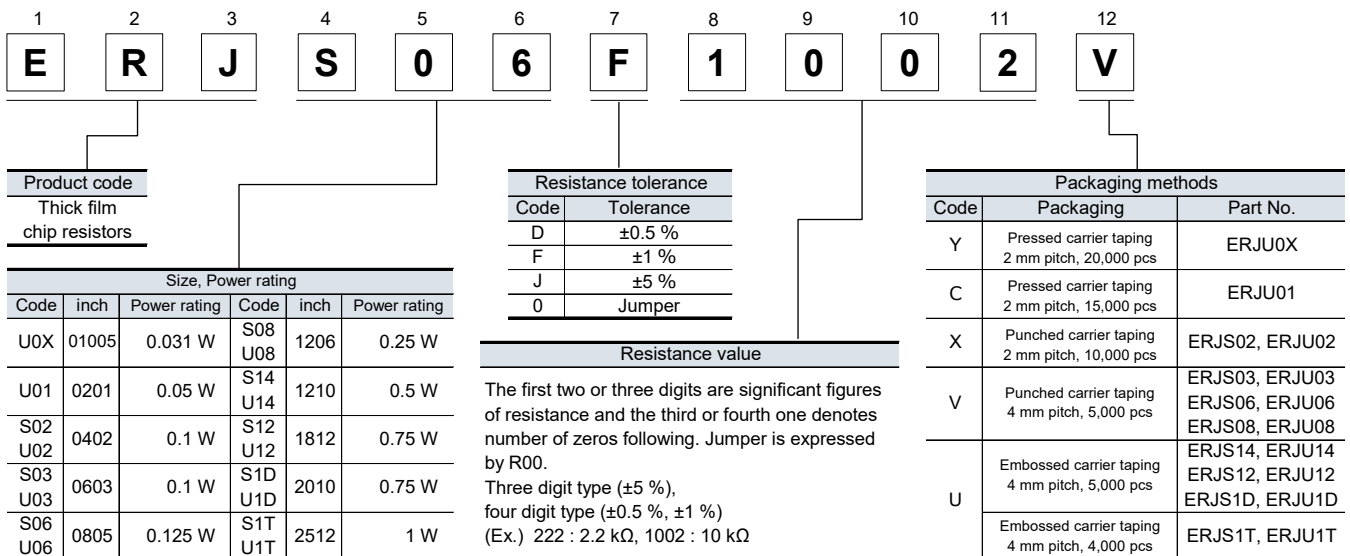 1 2 3 4 5 6 7 8 9 10 11 12
E R J S 0 6 F 1 0 0 2 V
Product code
Thick film
chip resistors
Size, Power rating
Code inch Power rating Code inch Power rating
U0X 01005 0.031 W S08 U08 1206 0.25 W
U01 0201 0.05 W S14 U14 1210 0.5 W
S02 U02 0402 0.1 W S12 U12 1812 0.75 W
S03 U03 0603 0.1 W S1D U1D 2010 0.75 W
S06 U06 0805 0.125 W S1T U1T 2512 1 W
Resistance tolerance
Code Tolerance
D ±0.5 %
F ±1 %
J ±5 %
0 Jumper
Resistance value
The first two or three digits are significant figures
of resistance and the third or fourth one denotes
number of zeros following. Jumper is expressed
by R00.
Three digit type (±5 %),
four digit type (±0.5 %, ±1 %)
(Ex.) 222 : 2.2 kΩ, 1002 : 10 kΩ
Packaging methods
Code Packaging Part No.
Y Pressed carrier taping
2 mm pitch, 20,000 pcs ERJU0X
C Pressed carrier taping
2 mm pitch, 15,000 pcs ERJU01
X Punched carrier taping
2 mm pitch, 10,000 pcs ERJS02, ERJU02
V Punched carrier taping
4 mm pitch, 5,000 pcs
ERJS03, ERJU03
ERJS06, ERJU06
ERJS08, ERJU08
U Embossed carrier taping
4 mm pitch, 5,000 pcs
ERJS14, ERJU14
ERJS12, ERJU12
ERJS1D, ERJU1D
Embossed carrier taping
4 mm pitch, 4,000 pcs ERJS1T, ERJU1T